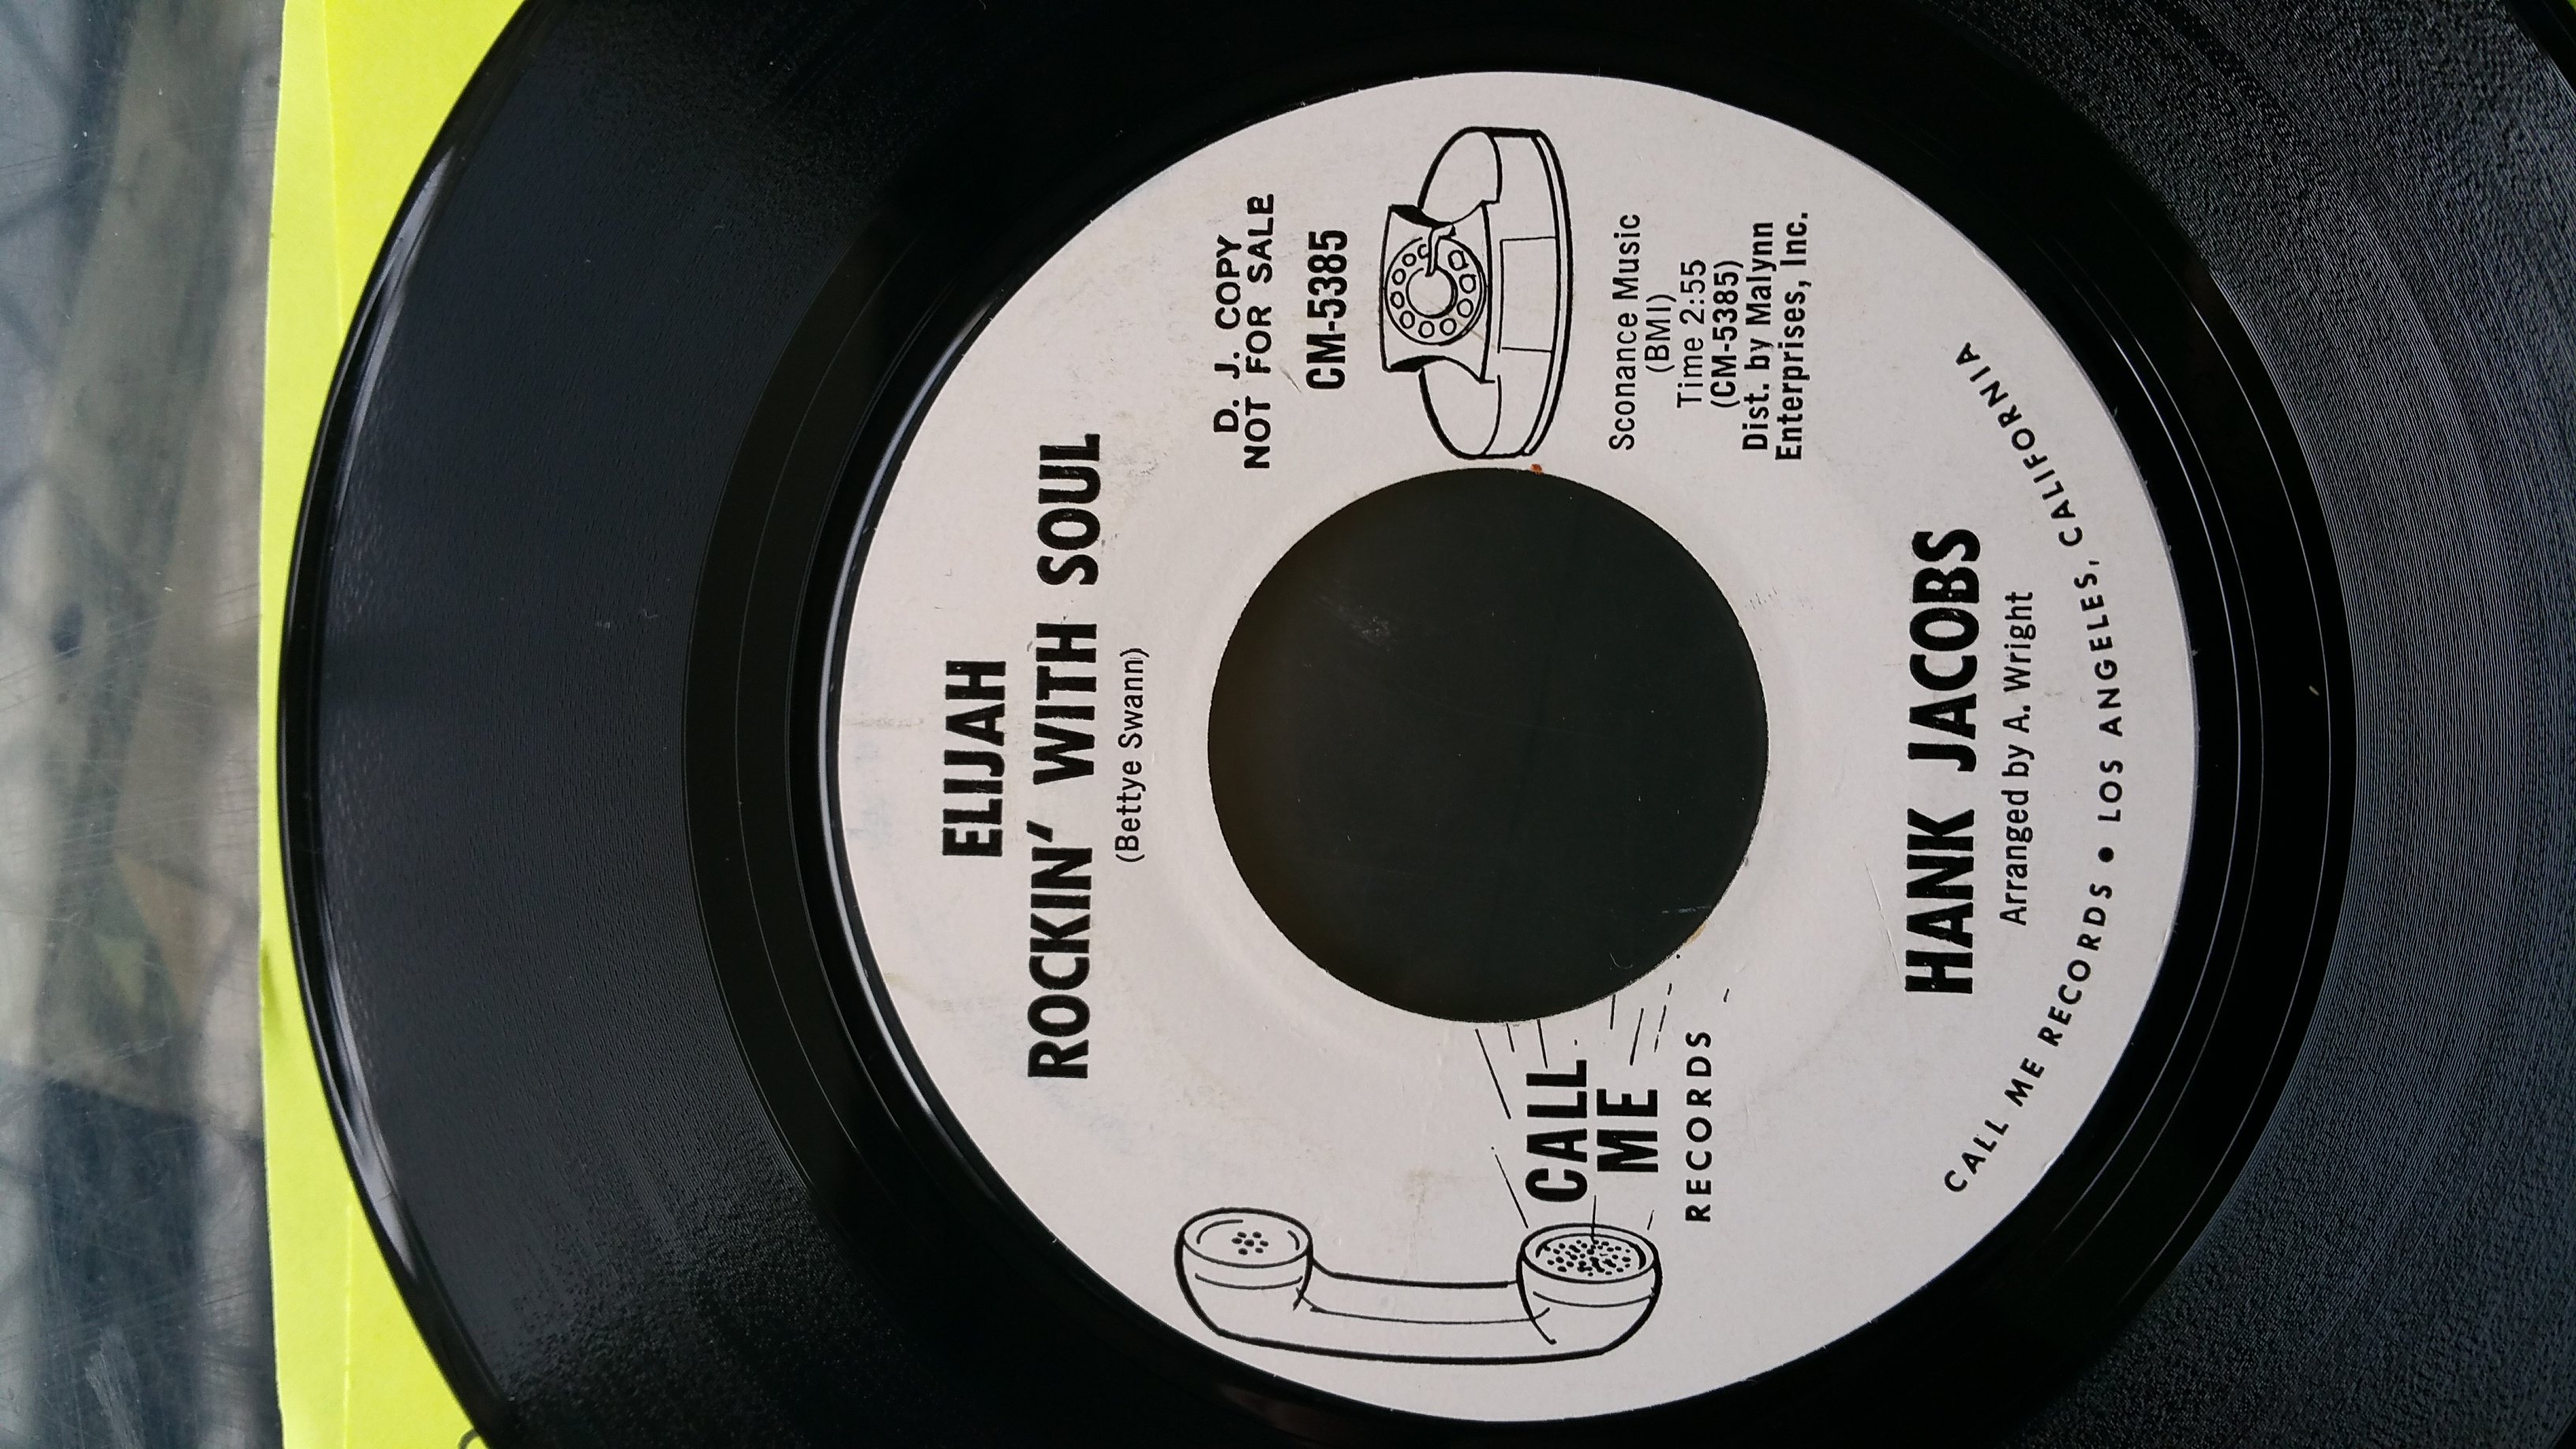 ELIJAH
ROCKIN' WITH SOUL
(Bettye Swann)
D. J. COPY
NOT FOR SALE
CM-5385
CALL
ME
RECORDS
Sconance Music
(BMI)
Time 2:55
(CM-5385)
Dist. by Malynn
Enterprises, Inc.
HANK JACOBS
Arranged by A. Wright
CALL ME RECORDS • LOS ANGELES, CALIFORNIA